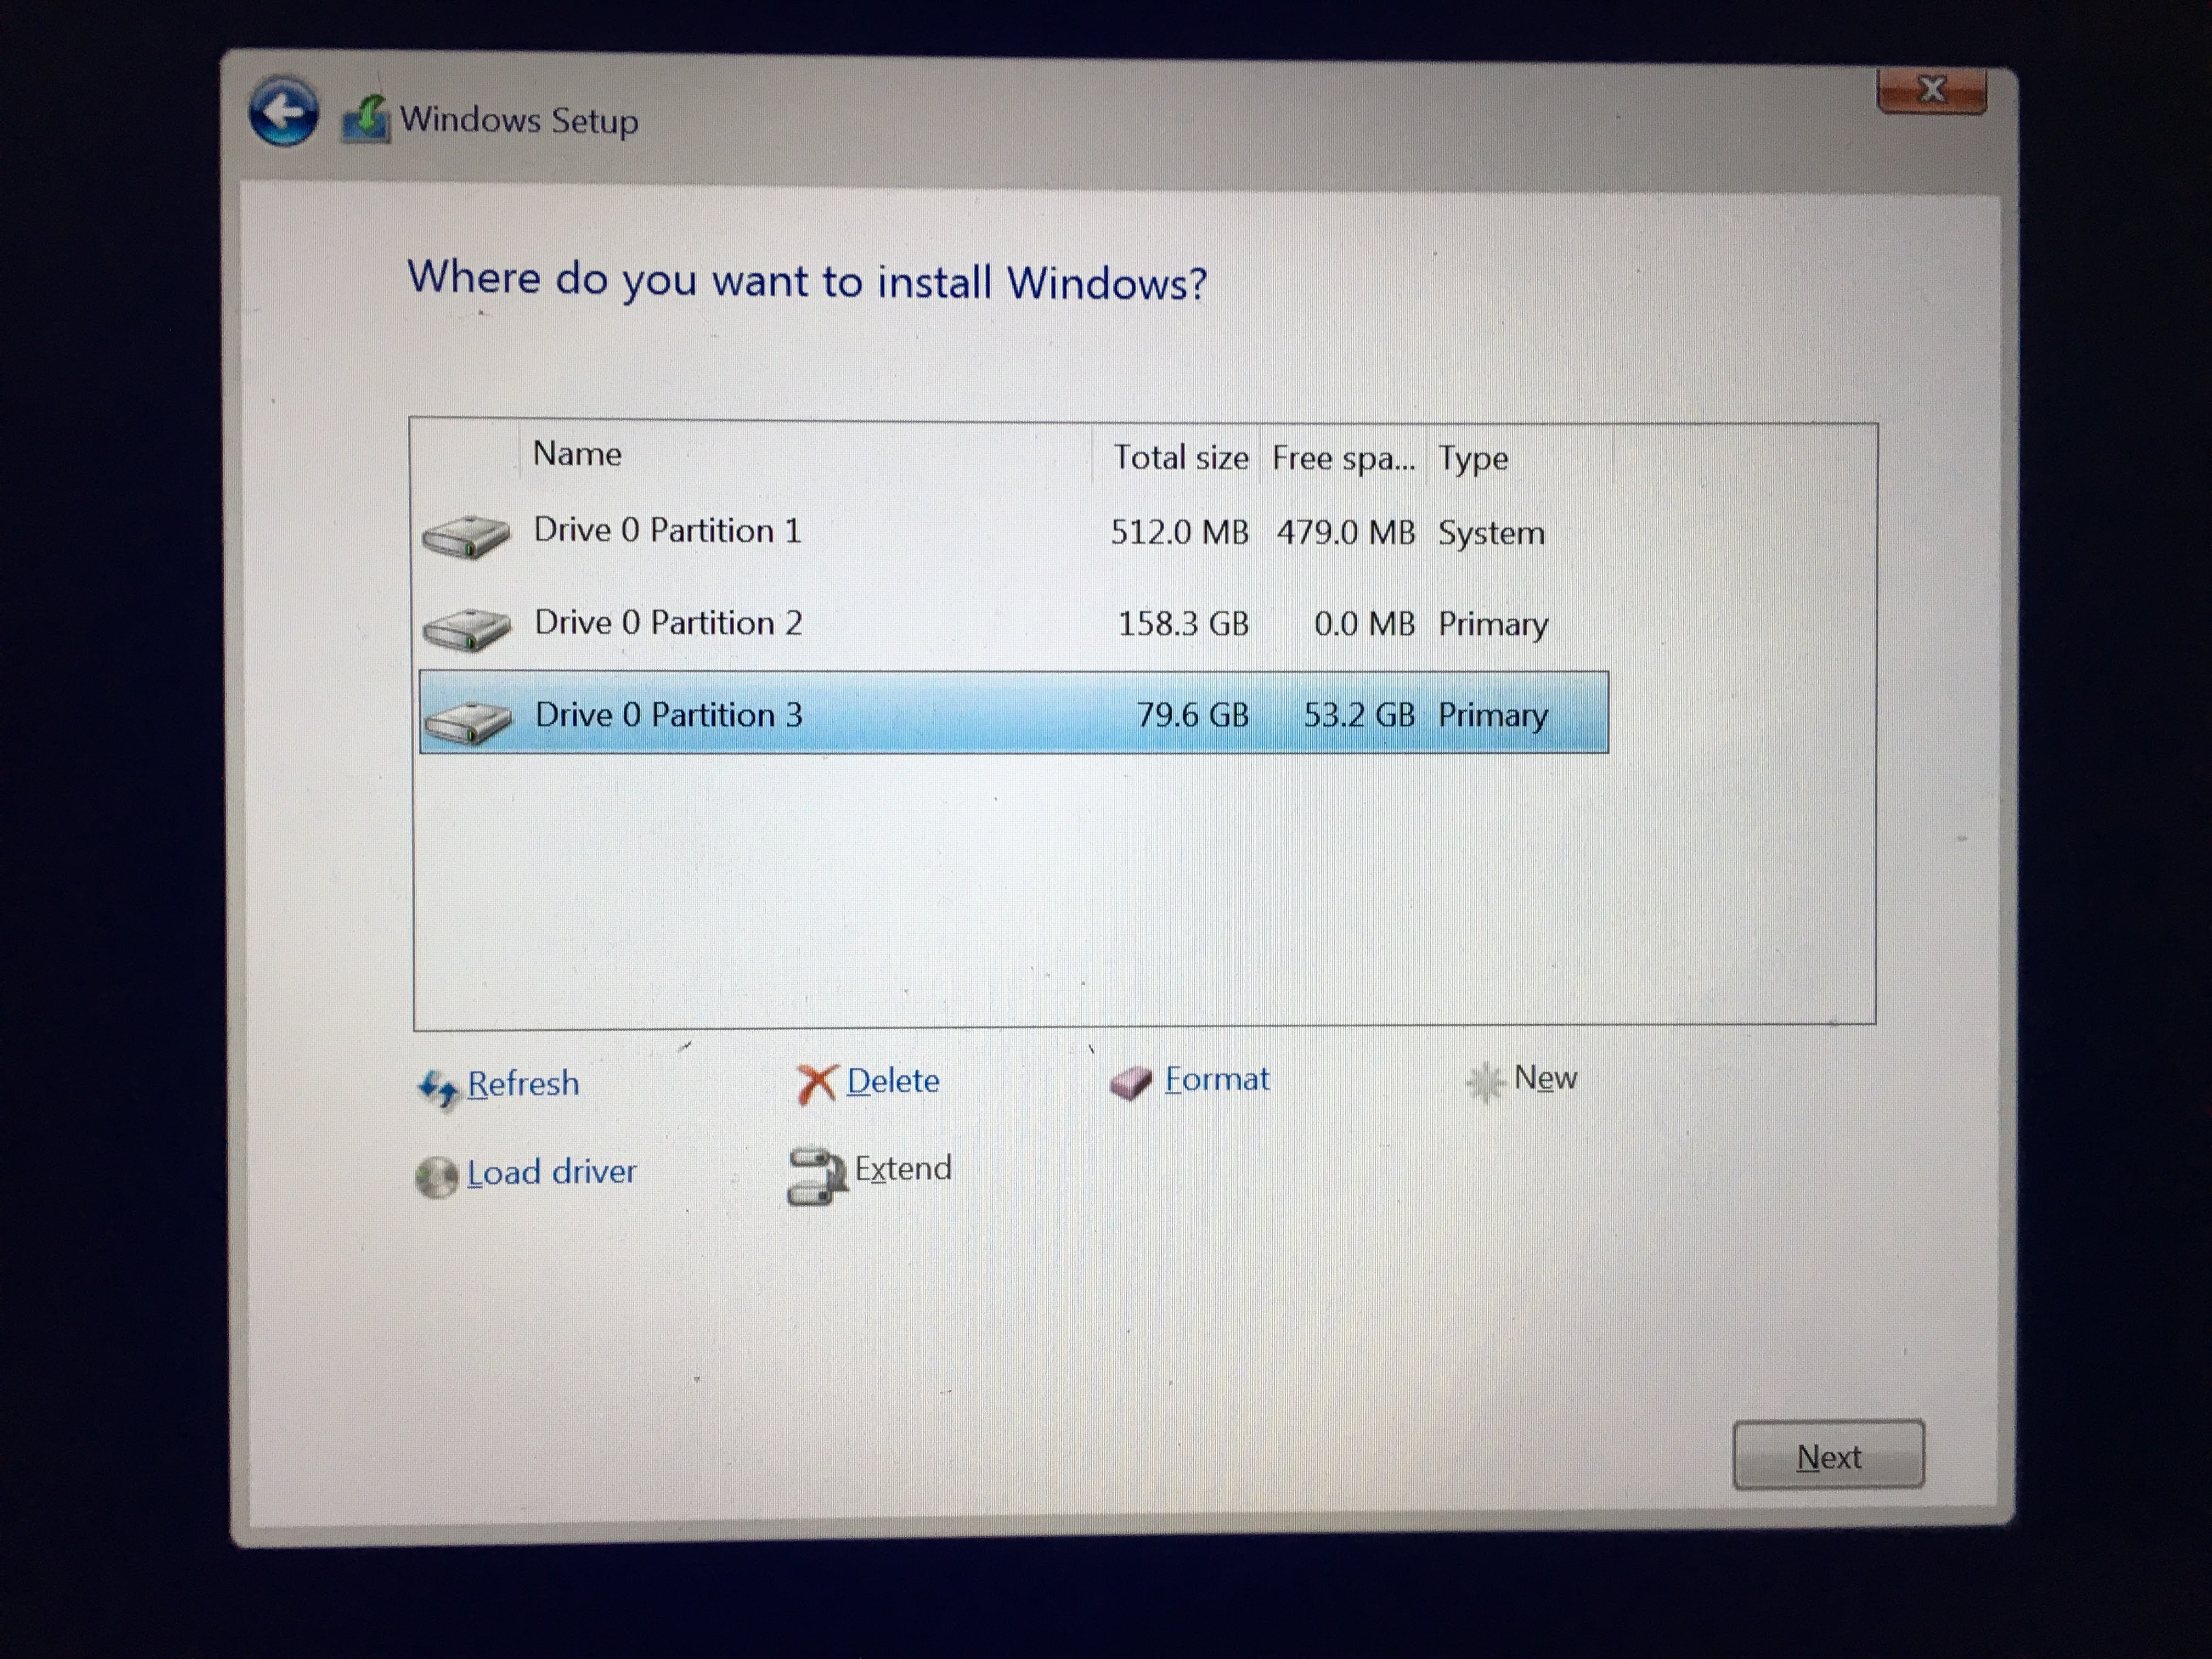 Windows Setup
Where do you want to install Windows?
Name Total size Free spa... Type
Drive 0 Partition 1 512.0 MB 479.0 MB System
Drive 0 Partition 2 158.3 GB 0.0 MB Primary
Drive 0 Partition 3 79.6 GB 53.2 GB Primary
Refresh Delete Format New
Load driver Extend
Next